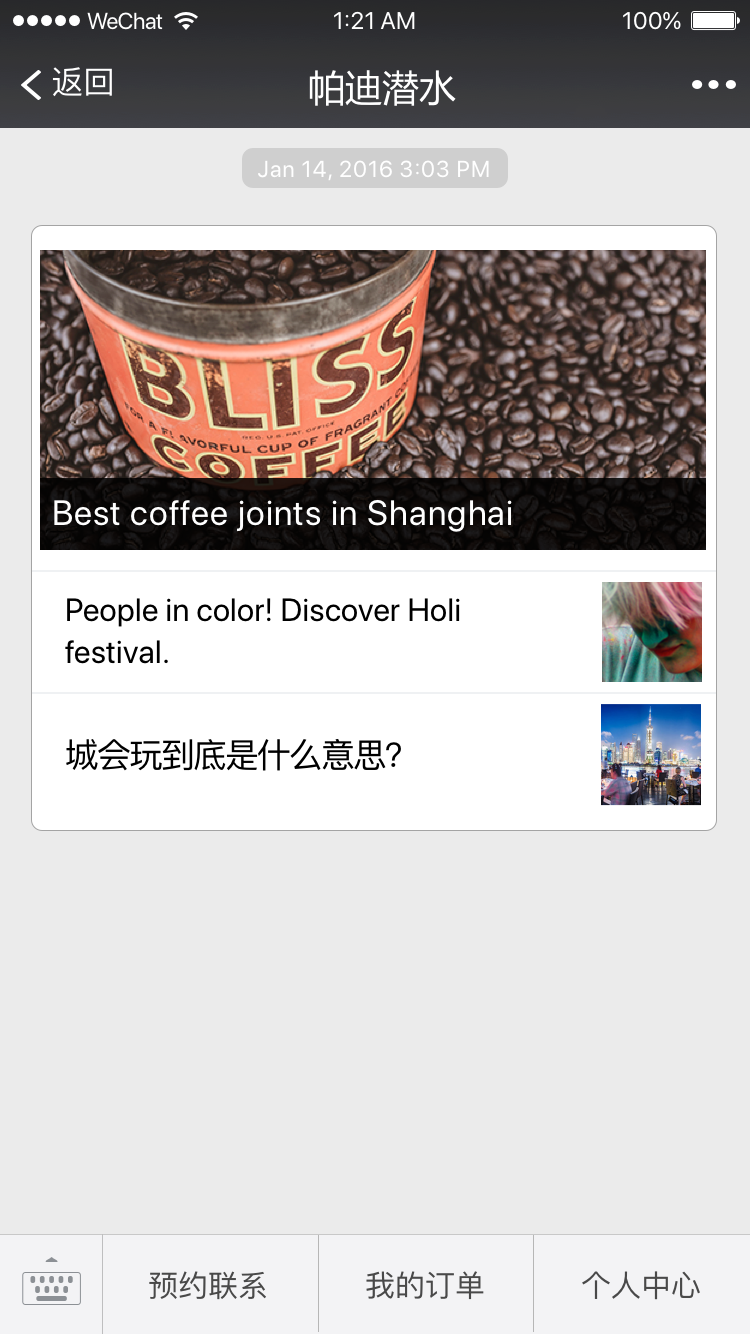 WeChat 1:21 AM 100%
返回 帕迪潜水
Jan 14, 2016 3:03 PM
BLISS
REG. U.S. PAT. OFFICE
FLAVORFUL CUP OF FRAGRANT
COFFEE
Best coffee joints in Shanghai
People in color! Discover Holi
festival.
城会玩到底是什么意思?
预约联系 我的订单 个人中心